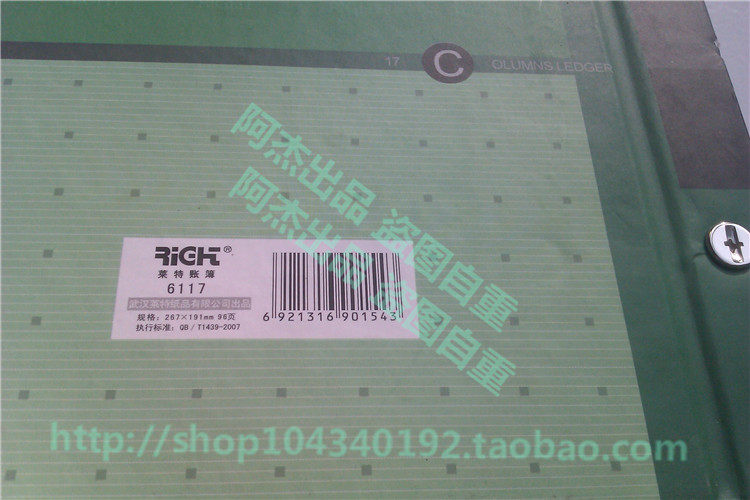 17 C OLUMNS LEDGER
阿杰出品 盗图自重
阿杰出品 盗图自重
RiGHT®
莱特账簿
6117
武汉莱特纸品有限公司出品
规格:267×191mm 96页
执行标准:QB/T1439-2007
6 921316 901543
http://shop104340192.taobao.com